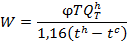 W = φTQ_T^h / 1,16(t^h − t^c)